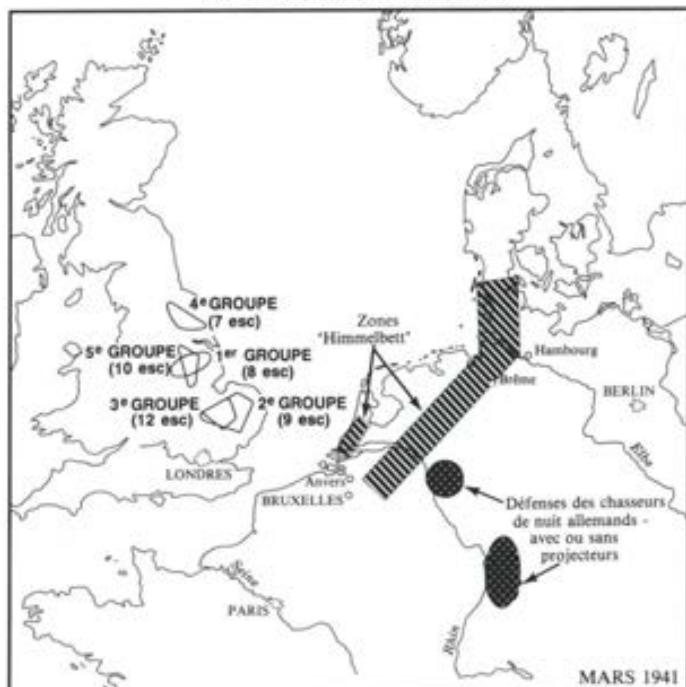 4e GROUPE
(7 esc)
5e GROUPE
(10 esc)
1er GROUPE
(8 esc)
3e GROUPE
(12 esc)
2e GROUPE
(9 esc)
Zones
"Himmelbett"
Hambourg
Brême
BERLIN
Elbe
LONDRES
Anvers
BRUXELLES
Défenses des chasseurs
de nuit allemands -
avec ou sans
projecteurs
Seine
PARIS
Rhin
MARS 1941